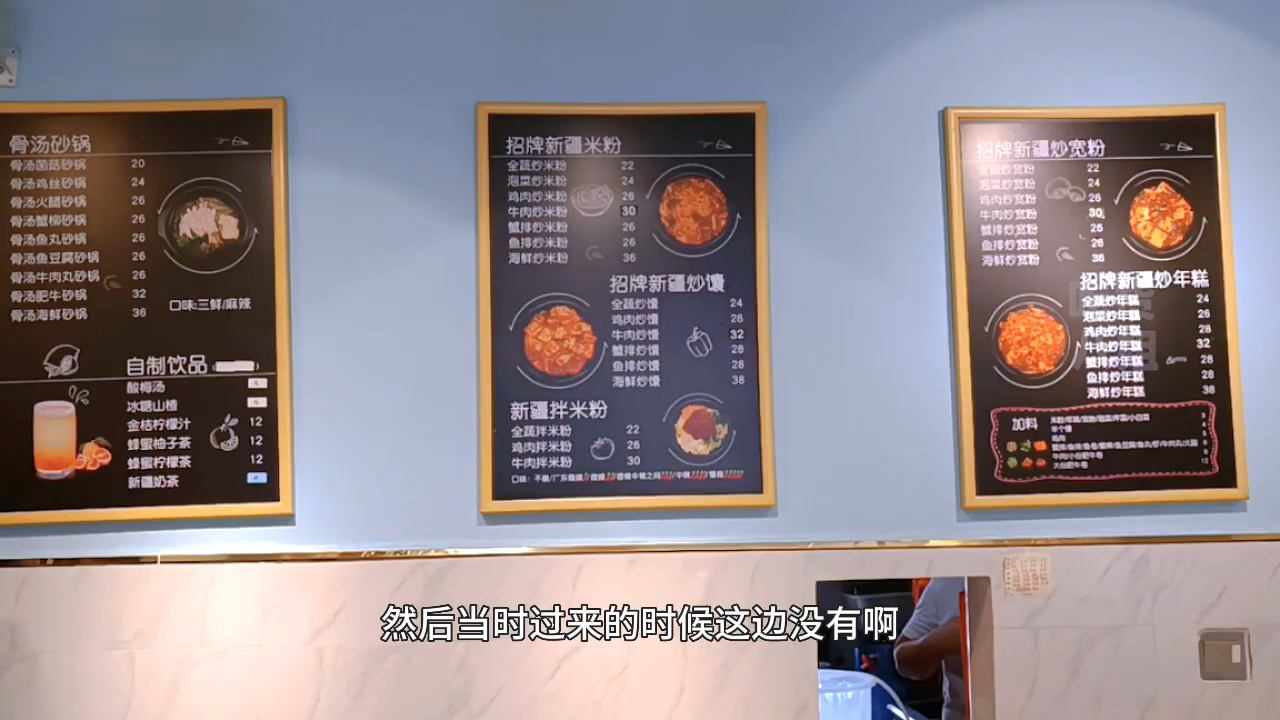 骨汤砂锅
骨汤菌菇砂锅 20
骨汤鸡丝砂锅 24
骨汤火腿砂锅 26
骨汤蟹柳砂锅 26
骨汤鱼丸砂锅 26
骨汤鱼豆腐砂锅 26
骨汤牛肉丸砂锅 26
骨汤肥牛砂锅 32
骨汤海鲜砂锅 36
口味:三鲜/麻辣
自制饮品
酸梅汤
冰糖山楂
金桔柠檬汁 12
蜂蜜柚子茶 12
蜂蜜柠檬茶 12
新疆奶茶
招牌新疆米粉
全蔬炒米粉 22
泡菜炒米粉 24
鸡肉炒米粉 26
牛肉炒米粉 30
蟹排炒米粉 26
鱼排炒米粉 26
海鲜炒米粉 36
招牌新疆炒馕
全蔬炒馕 24
鸡肉炒馕 28
牛肉炒馕 32
蟹排炒馕 28
鱼排炒馕 28
海鲜炒馕 38
新疆拌米粉
全蔬拌米粉 22
鸡肉拌米粉 26
牛肉拌米粉 30
招牌新疆炒宽粉
全蔬炒宽粉 22
泡菜炒宽粉 24
鸡肉炒宽粉 26
牛肉炒宽粉 30
蟹排炒宽粉 26
鱼排炒宽粉 26
海鲜炒宽粉 36
招牌新疆炒年糕
全蔬炒年糕 24
泡菜炒年糕 26
鸡肉炒年糕 28
牛肉炒年糕 32
蟹排炒年糕 28
鱼排炒年糕 28
海鲜炒年糕 38
加料
鸡肉
然后当时过来的时候这边没有啊